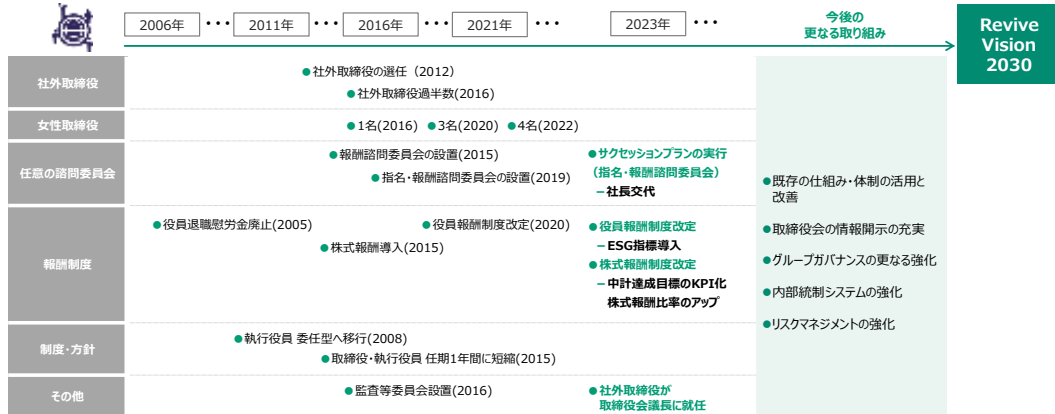 2006年 ・・・ 2011年 ・・・ 2016年 ・・・ 2021年 ・・・ 2023年 ・・・
今後の
更なる取り組み
Revive
Vision
2030
社外取締役
●社外取締役の選任（2012）
●社外取締役過半数(2016)
女性取締役
●1名(2016) ●3名(2020) ●4名(2022)
任意の諮問委員会
●報酬諮問委員会の設置(2015)
●指名・報酬諮問委員会の設置(2019)
●サクセッションプランの実行
（指名・報酬諮問委員会）
－社長交代
報酬制度
●役員退職慰労金廃止(2005)
●役員報酬制度改定(2020)
●株式報酬導入(2015)
●役員報酬制度改定
－ESG指標導入
●株式報酬制度改定
－中計達成目標のKPI化
株式報酬比率のアップ
制度・方針
●執行役員 委任型へ移行(2008)
●取締役・執行役員 任期1年間に短縮(2015)
その他
●監査等委員会設置(2016)
●社外取締役が
取締役会議長に就任
●既存の仕組み・体制の活用と
改善
●取締役会の情報開示の充実
●グループガバナンスの更なる強化
●内部統制システムの強化
●リスクマネジメントの強化